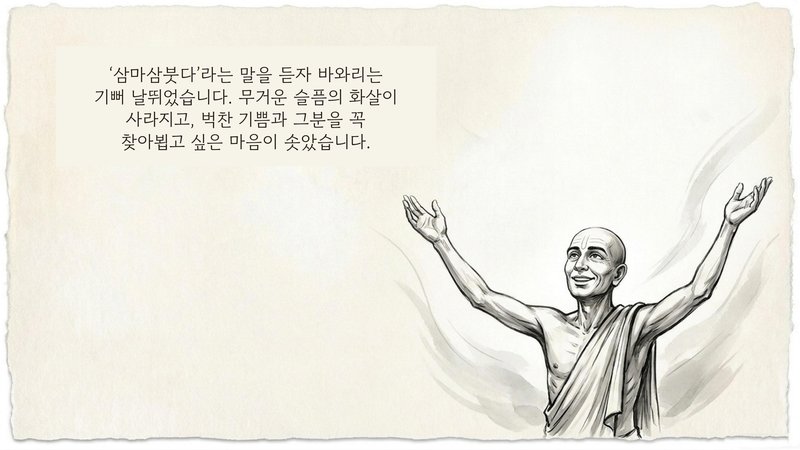 ‘삼마삼붓다’라는 말을 듣자 바와리는
기뻐 날뛰었습니다. 무거운 슬픔의 화살이
사라지고, 벅찬 기쁨과 그분을 꼭
찾아뵙고 싶은 마음이 솟았습니다.